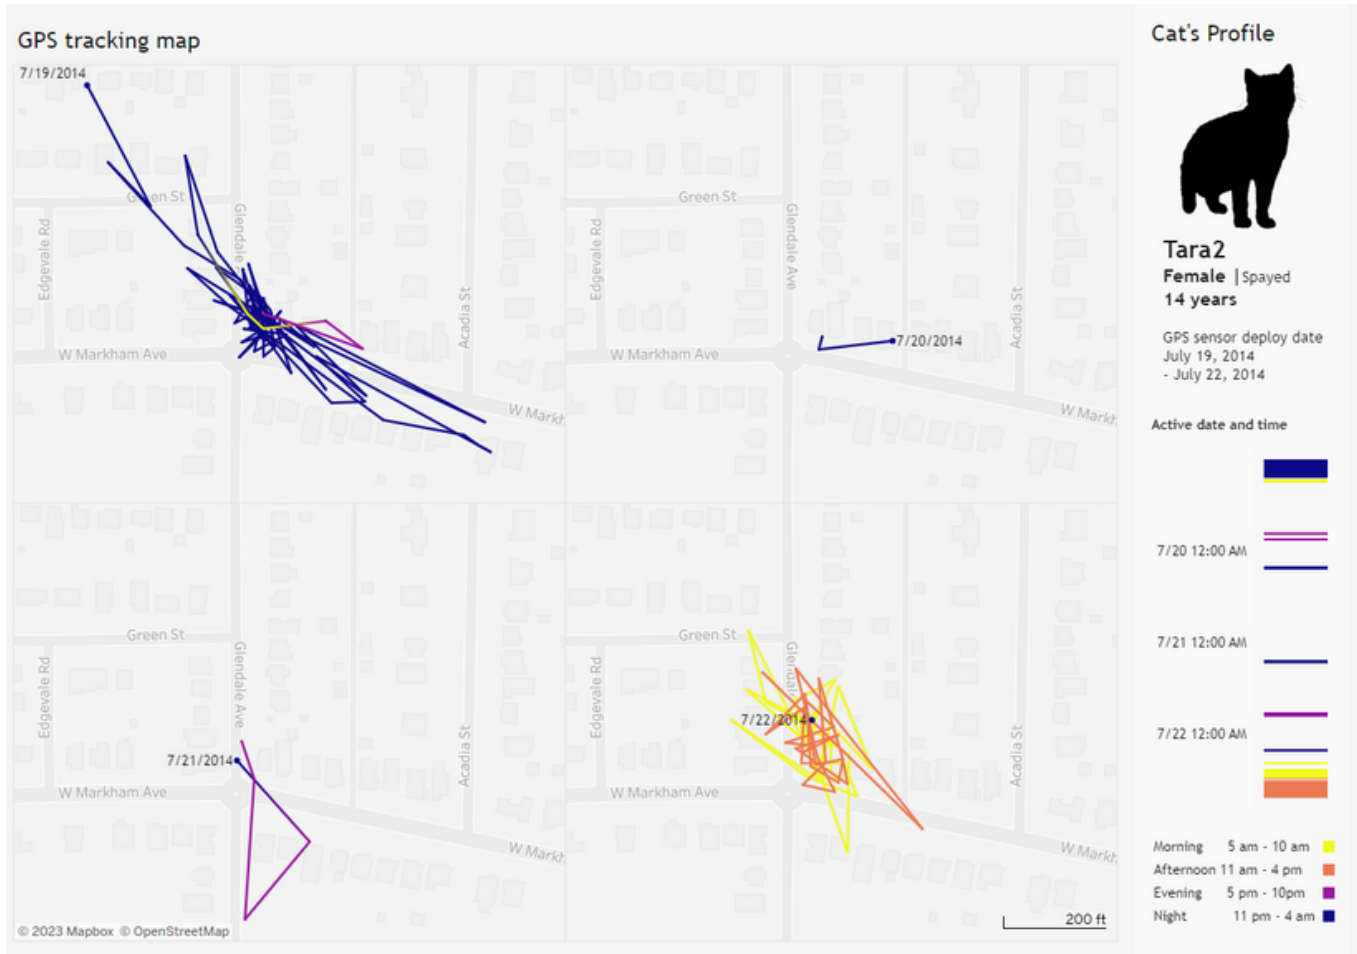 GPS tracking map
7/19/2014
Green St
Edgevale Rd
Glendale
Acadia St
W Markham Ave
W Markh
Green St
Edgevale Rd
Glendale Ave
Acadia St
7/20/2014
W Markham Ave
W Markh
Green St
Edgevale Rd
Glendale Ave
Acadia St
7/21/2014
W Markham Ave
W Markh
© 2023 Mapbox © OpenStreetMap
Green St
Edgevale Rd
Glendale
Acadia St
7/22/2014
W Markham Ave
W Markh
200 ft
Cat's Profile
Tara2
Female | Spayed
14 years
GPS sensor deploy date
July 19, 2014
- July 22, 2014
Active date and time
7/20 12:00 AM
7/21 12:00 AM
7/22 12:00 AM
Morning 5 am - 10 am
Afternoon 11 am - 4 pm
Evening 5 pm - 10pm
Night 11 pm - 4 am